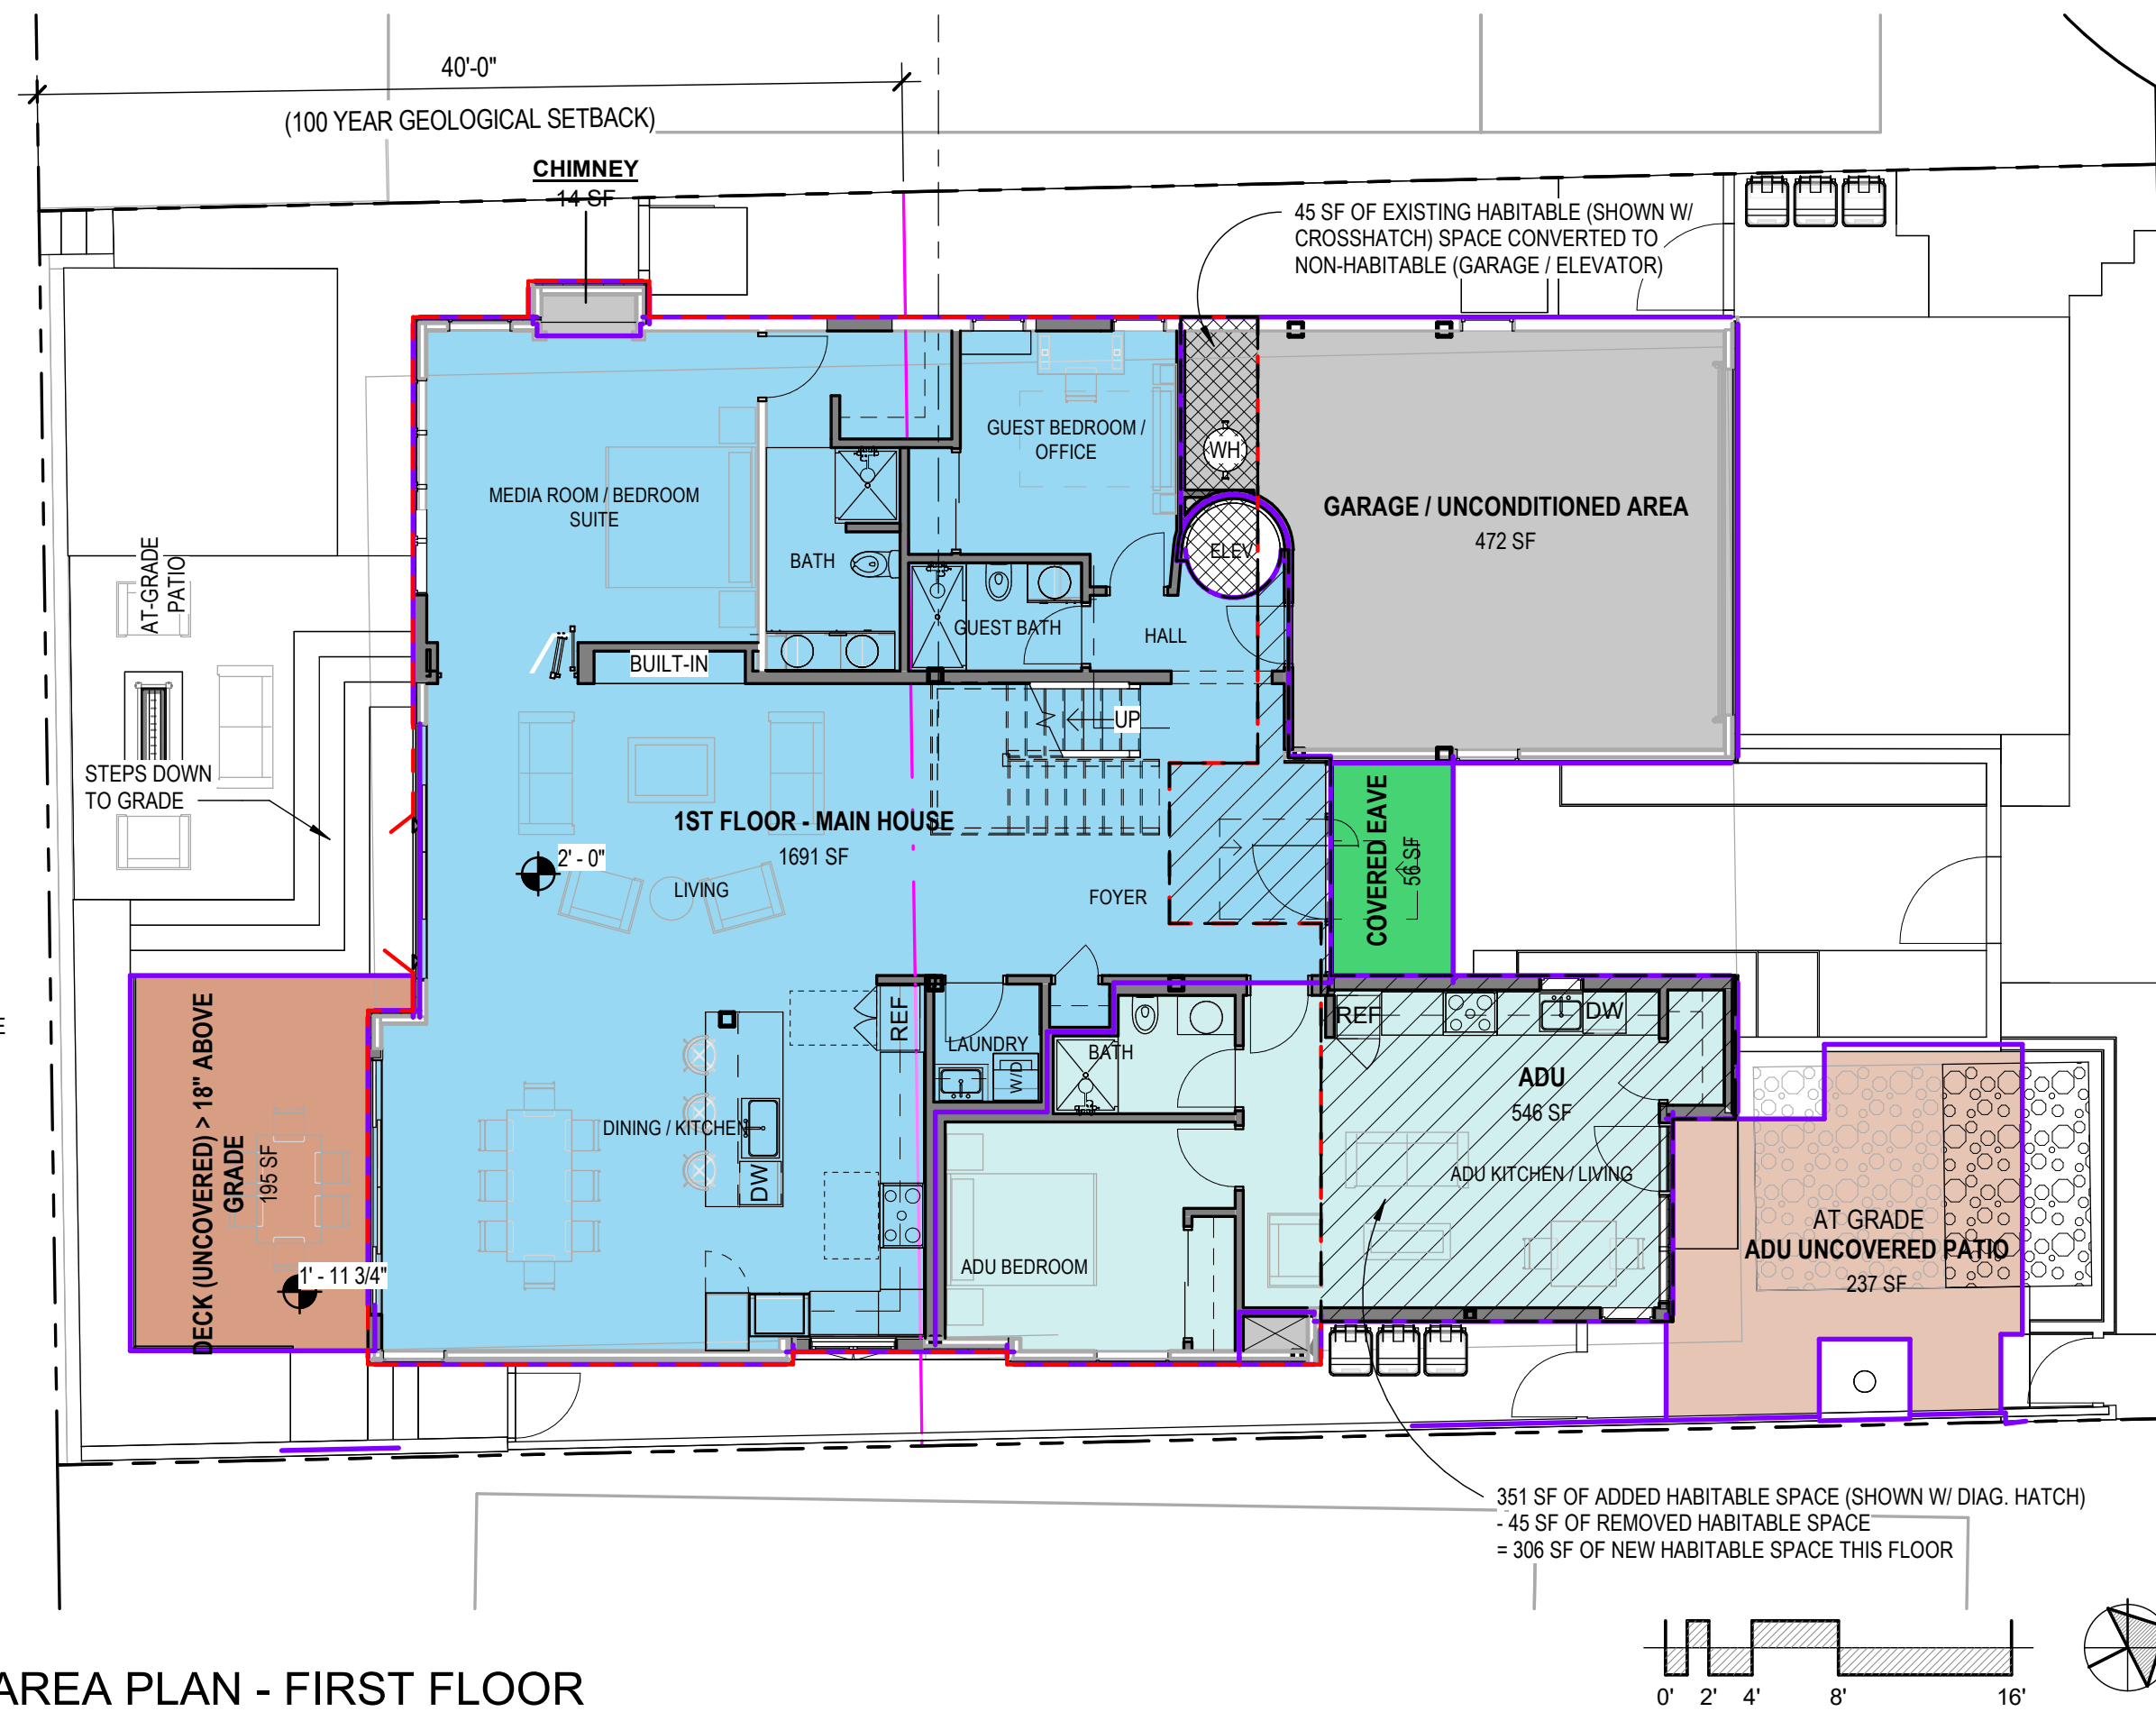 40'-0"
(100 YEAR GEOLOGICAL SETBACK)
CHIMNEY
14 SF
45 SF OF EXISTING HABITABLE (SHOWN W/
CROSSHATCH) SPACE CONVERTED TO
NON-HABITABLE (GARAGE / ELEVATOR)
GUEST BEDROOM /
OFFICE
WH
MEDIA ROOM / BEDROOM
SUITE
GARAGE / UNCONDITIONED AREA
472 SF
AT-GRADE
PATIO
BATH
ELEV
GUEST BATH
HALL
BUILT-IN
UP
STEPS DOWN
TO GRADE
1ST FLOOR - MAIN HOUSE
1691 SF
2' - 0"
LIVING
FOYER
COVERED EAVE
56 SF
DECK (UNCOVERED) > 18" ABOVE
GRADE
195 SF
E
REF
LAUNDRY
W/D
BATH
REF
DW
ADU
546 SF
DINING / KITCHEN
DW
ADU KITCHEN / LIVING
AT GRADE
ADU UNCOVERED PATIO
237 SF
1' - 11 3/4"
ADU BEDROOM
351 SF OF ADDED HABITABLE SPACE (SHOWN W/ DIAG. HATCH)
- 45 SF OF REMOVED HABITABLE SPACE
= 306 SF OF NEW HABITABLE SPACE THIS FLOOR
AREA PLAN - FIRST FLOOR
0' 2' 4' 8' 16'